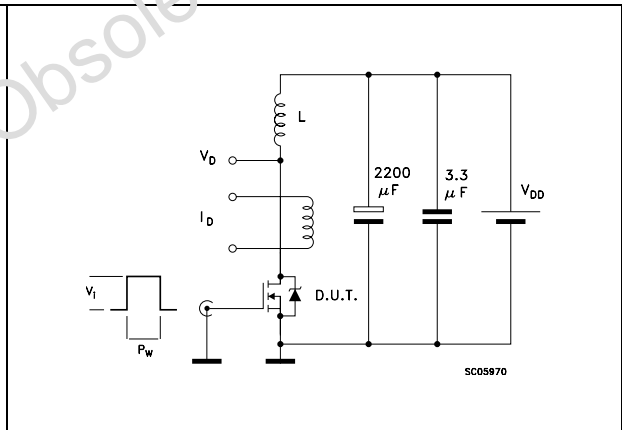 Obsole
L
V_D
2200 μF
3.3 μF
V_DD
I_D
V_i
D.U.T.
P_W
SC05970